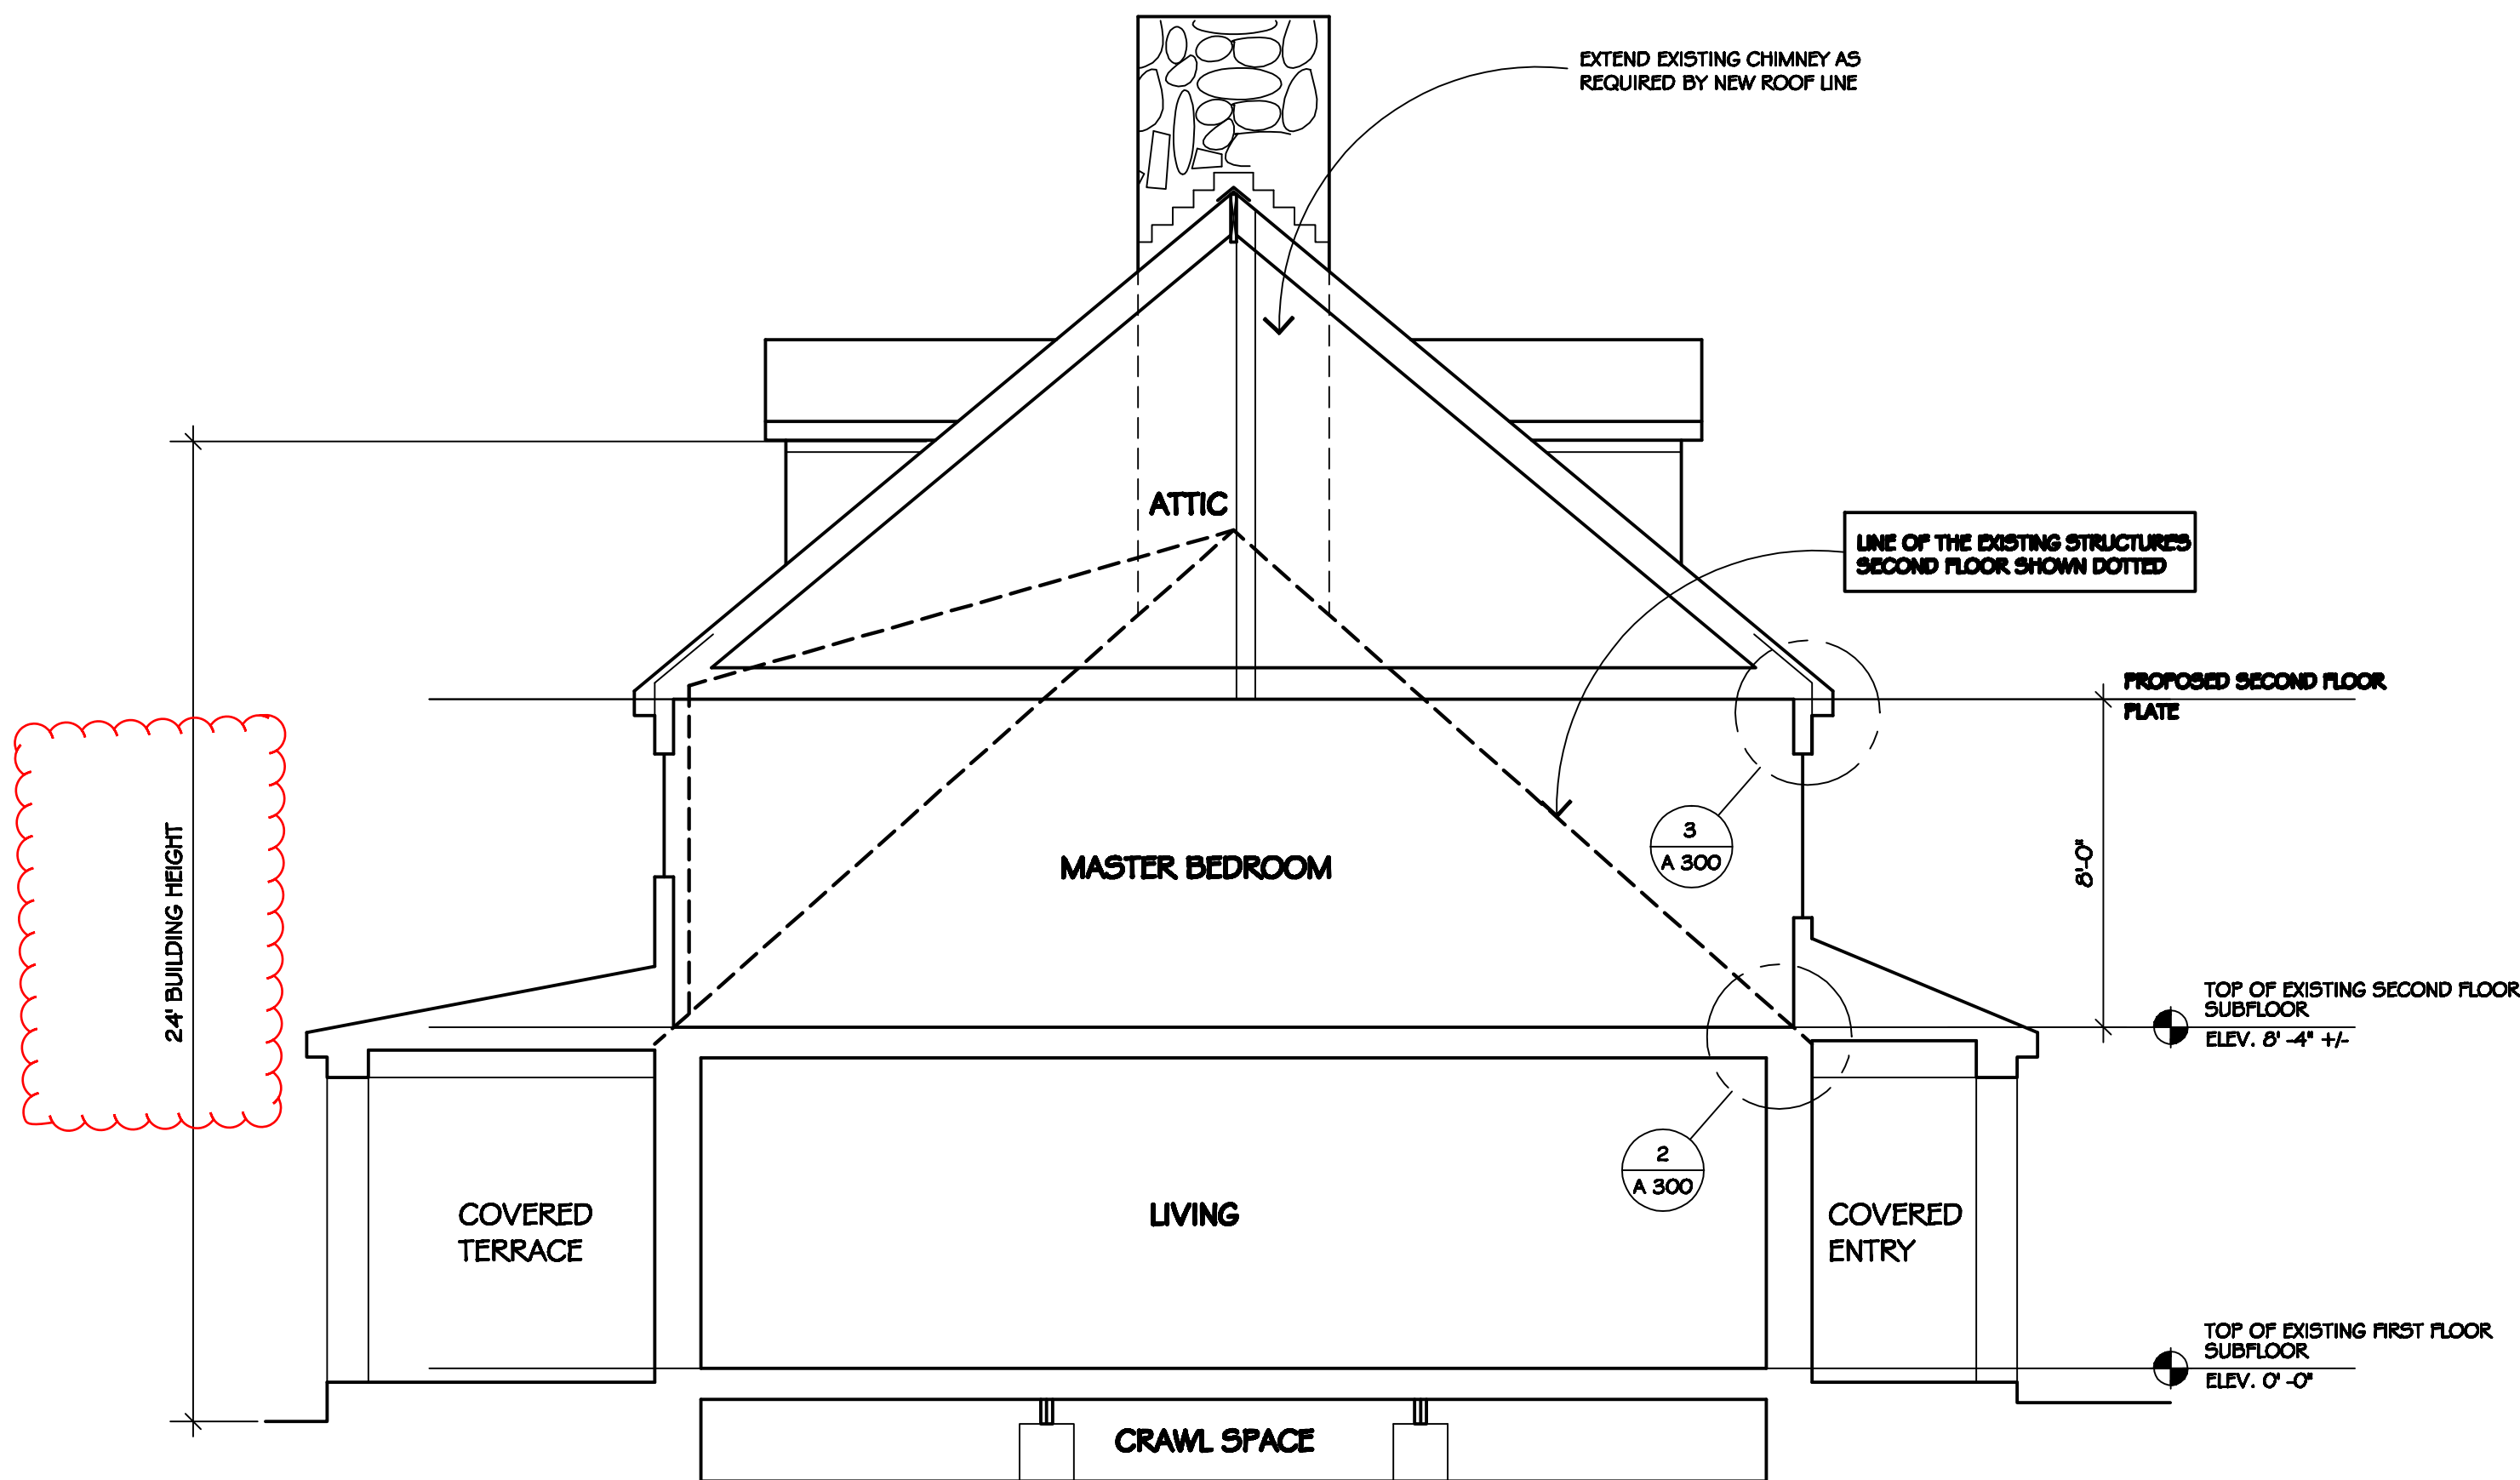 EXTEND EXISTING CHIMNEY AS
REQUIRED BY NEW ROOF LINE
ATTIC
LINE OF THE EXISTING STRUCTURES
SECOND FLOOR SHOWN DOTTED
PROPOSED SECOND FLOOR
PLATE
24' BUILDING HEIGHT
MASTER BEDROOM
3
A 300
8'-0"
TOP OF EXISTING SECOND FLOOR
SUBFLOOR
ELEV. 8' -4" +/-
2
A 300
COVERED
TERRACE
LIVING
COVERED
ENTRY
TOP OF EXISTING FIRST FLOOR
SUBFLOOR
ELEV. 0' -0"
CRAWL SPACE